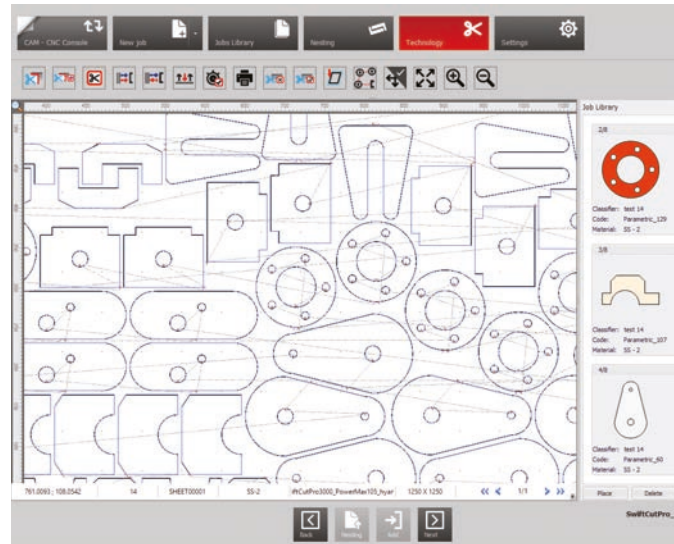 CAM - CNC Console
New job
Jobs Library
Nesting
Technology
Settings
Job Library
2/8
Classifier: test 14
Code: Parametric_129
Material: SS - 2
3/8
Classifier: test 14
Code: Parametric_107
Material: SS - 2
4/8
Classifier: test 14
Code: Parametric_60
Material: SS - 2
761.0093 ; 108.0542 14 SHEET00001 SS-2 iftCutPro3000_PowerMax105_hyar 1250 X 1250 1/1
Place Delete
Back Nesting Add Next
SwiftCutPro_